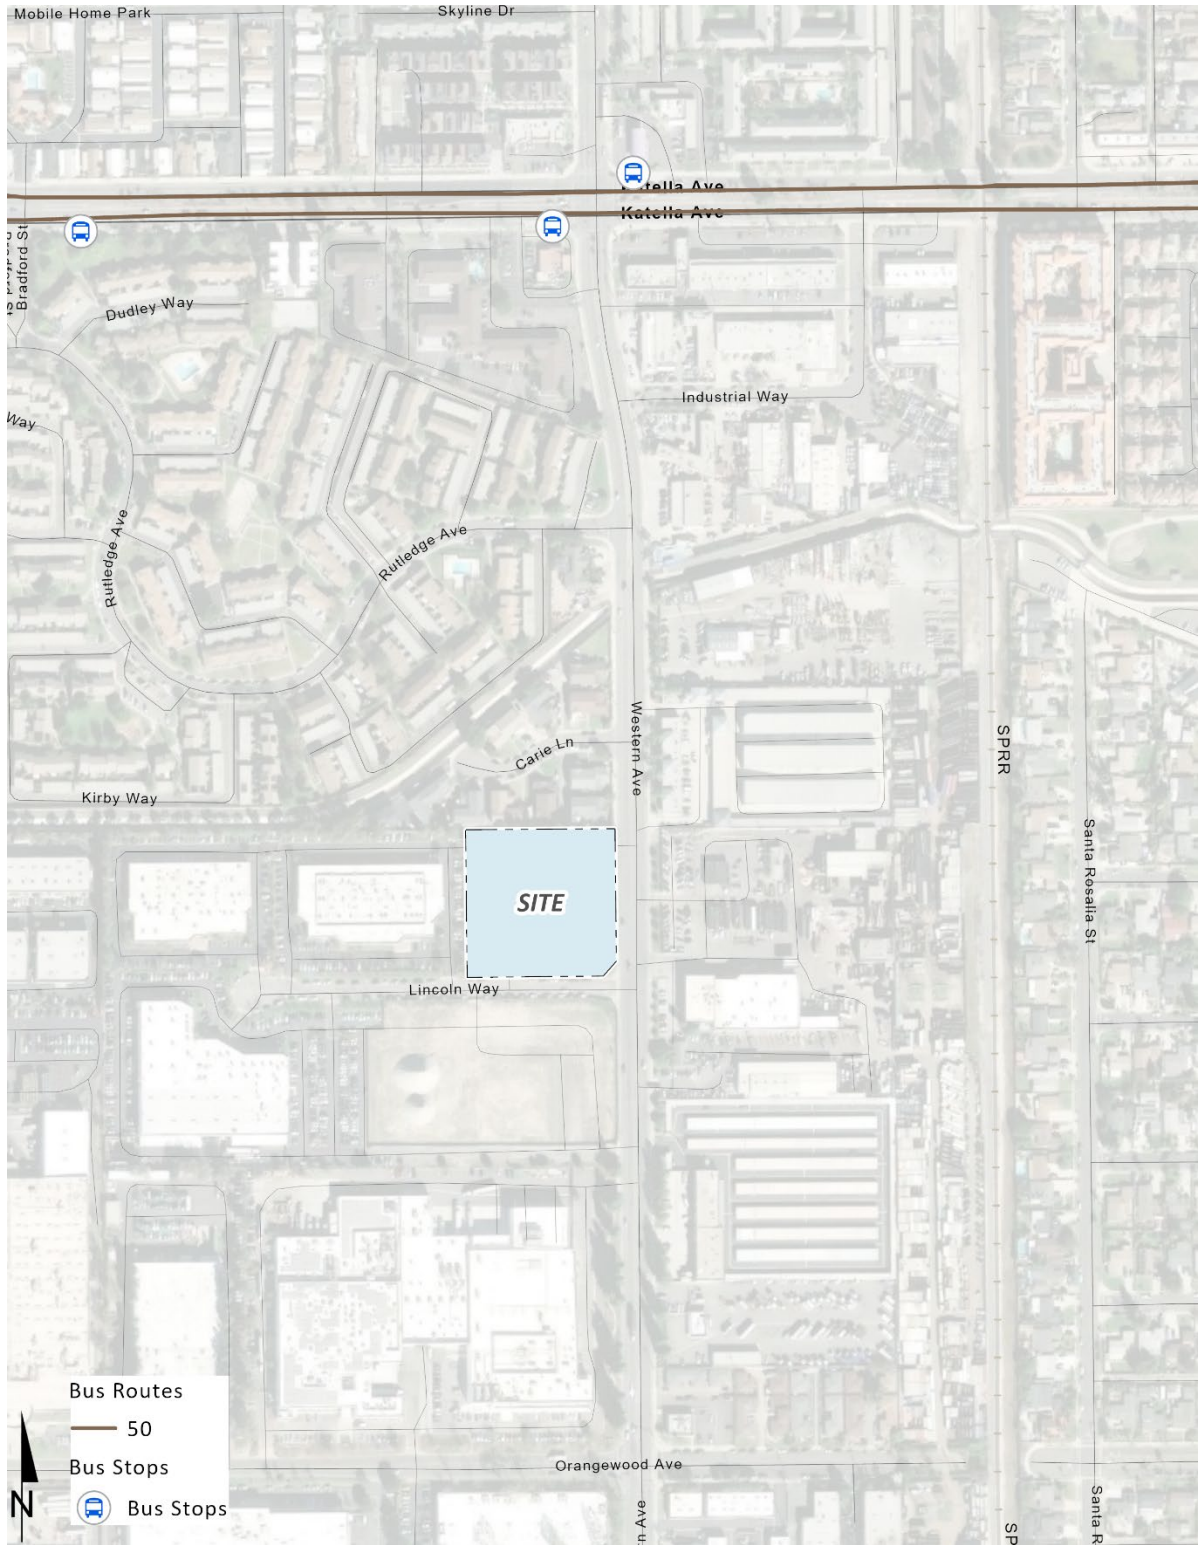 Mobile Home Park
Skyline Dr
Katella Ave
Bradford St
Bradford St
Dudley Way
Industrial Way
Way
Rutledge Ave
Rutledge Ave
Western Ave
Carie Ln
SPRR
Kirby Way
Santa Rosalia St
SITE
Lincoln Way
Bus Routes
50
Bus Stops
Orangewood Ave
N
Bus Stops
n Ave
SP
Santa R